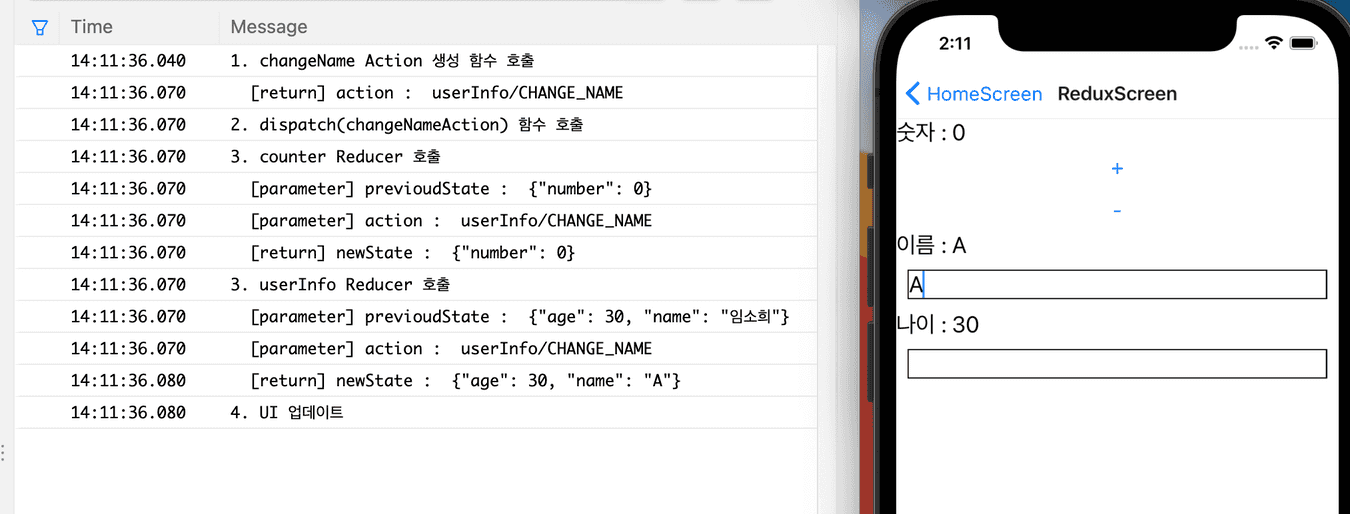 Time Message
14:11:36.040 1. changeName Action 생성 함수 호출
14:11:36.070 [return] action : userInfo/CHANGE_NAME
14:11:36.070 2. dispatch(changeNameAction) 함수 호출
14:11:36.070 3. counter Reducer 호출
14:11:36.070 [parameter] previoudState : {"number": 0}
14:11:36.070 [parameter] action : userInfo/CHANGE_NAME
14:11:36.070 [return] newState : {"number": 0}
14:11:36.070 3. userInfo Reducer 호출
14:11:36.070 [parameter] previoudState : {"age": 30, "name": "임소희"}
14:11:36.070 [parameter] action : userInfo/CHANGE_NAME
14:11:36.080 [return] newState : {"age": 30, "name": "A"}
14:11:36.080 4. UI 업데이트
2:11
HomeScreen ReduxScreen
숫자 : 0
+
-
이름 : A
A
나이 : 30